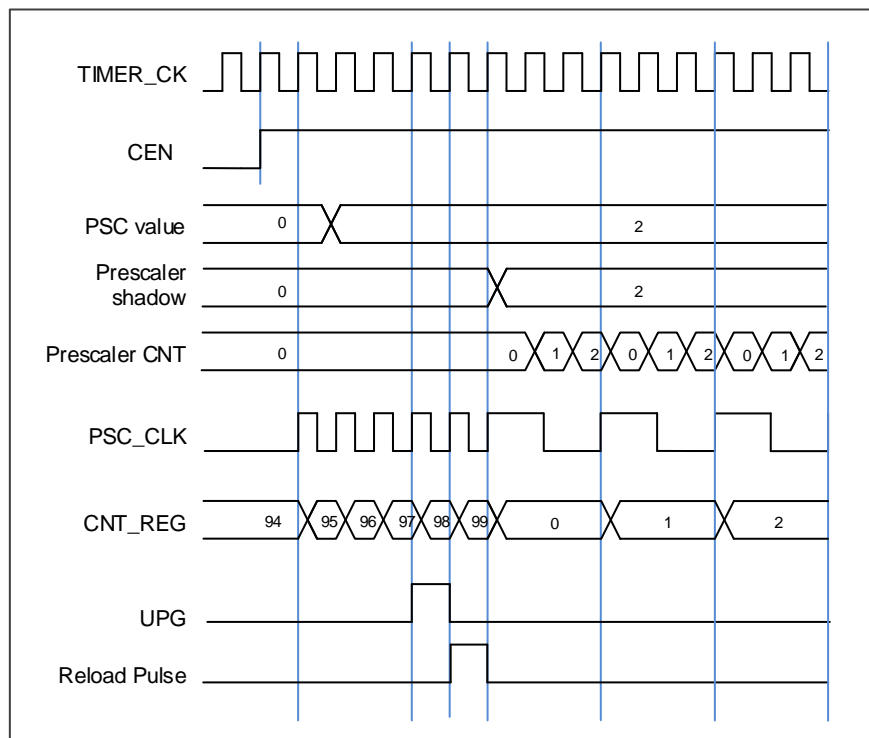 TIMER_CK
CEN
PSC value 0 2
Prescaler
shadow 0 2
Prescaler CNT 0 0 1 2 0 1 2 0 1 2
PSC_CLK
CNT_REG 94 95 96 97 98 99 0 1 2
UPG
Reload Pulse